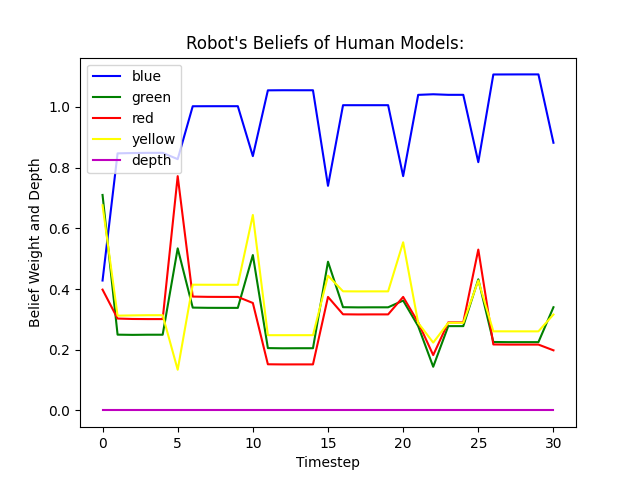 Robot's Beliefs of Human Models:
blue
green
red
yellow
depth
Belief Weight and Depth
1.0
0.8
0.6
0.4
0.2
0.0
0 5 10 15 20 25 30
Timestep